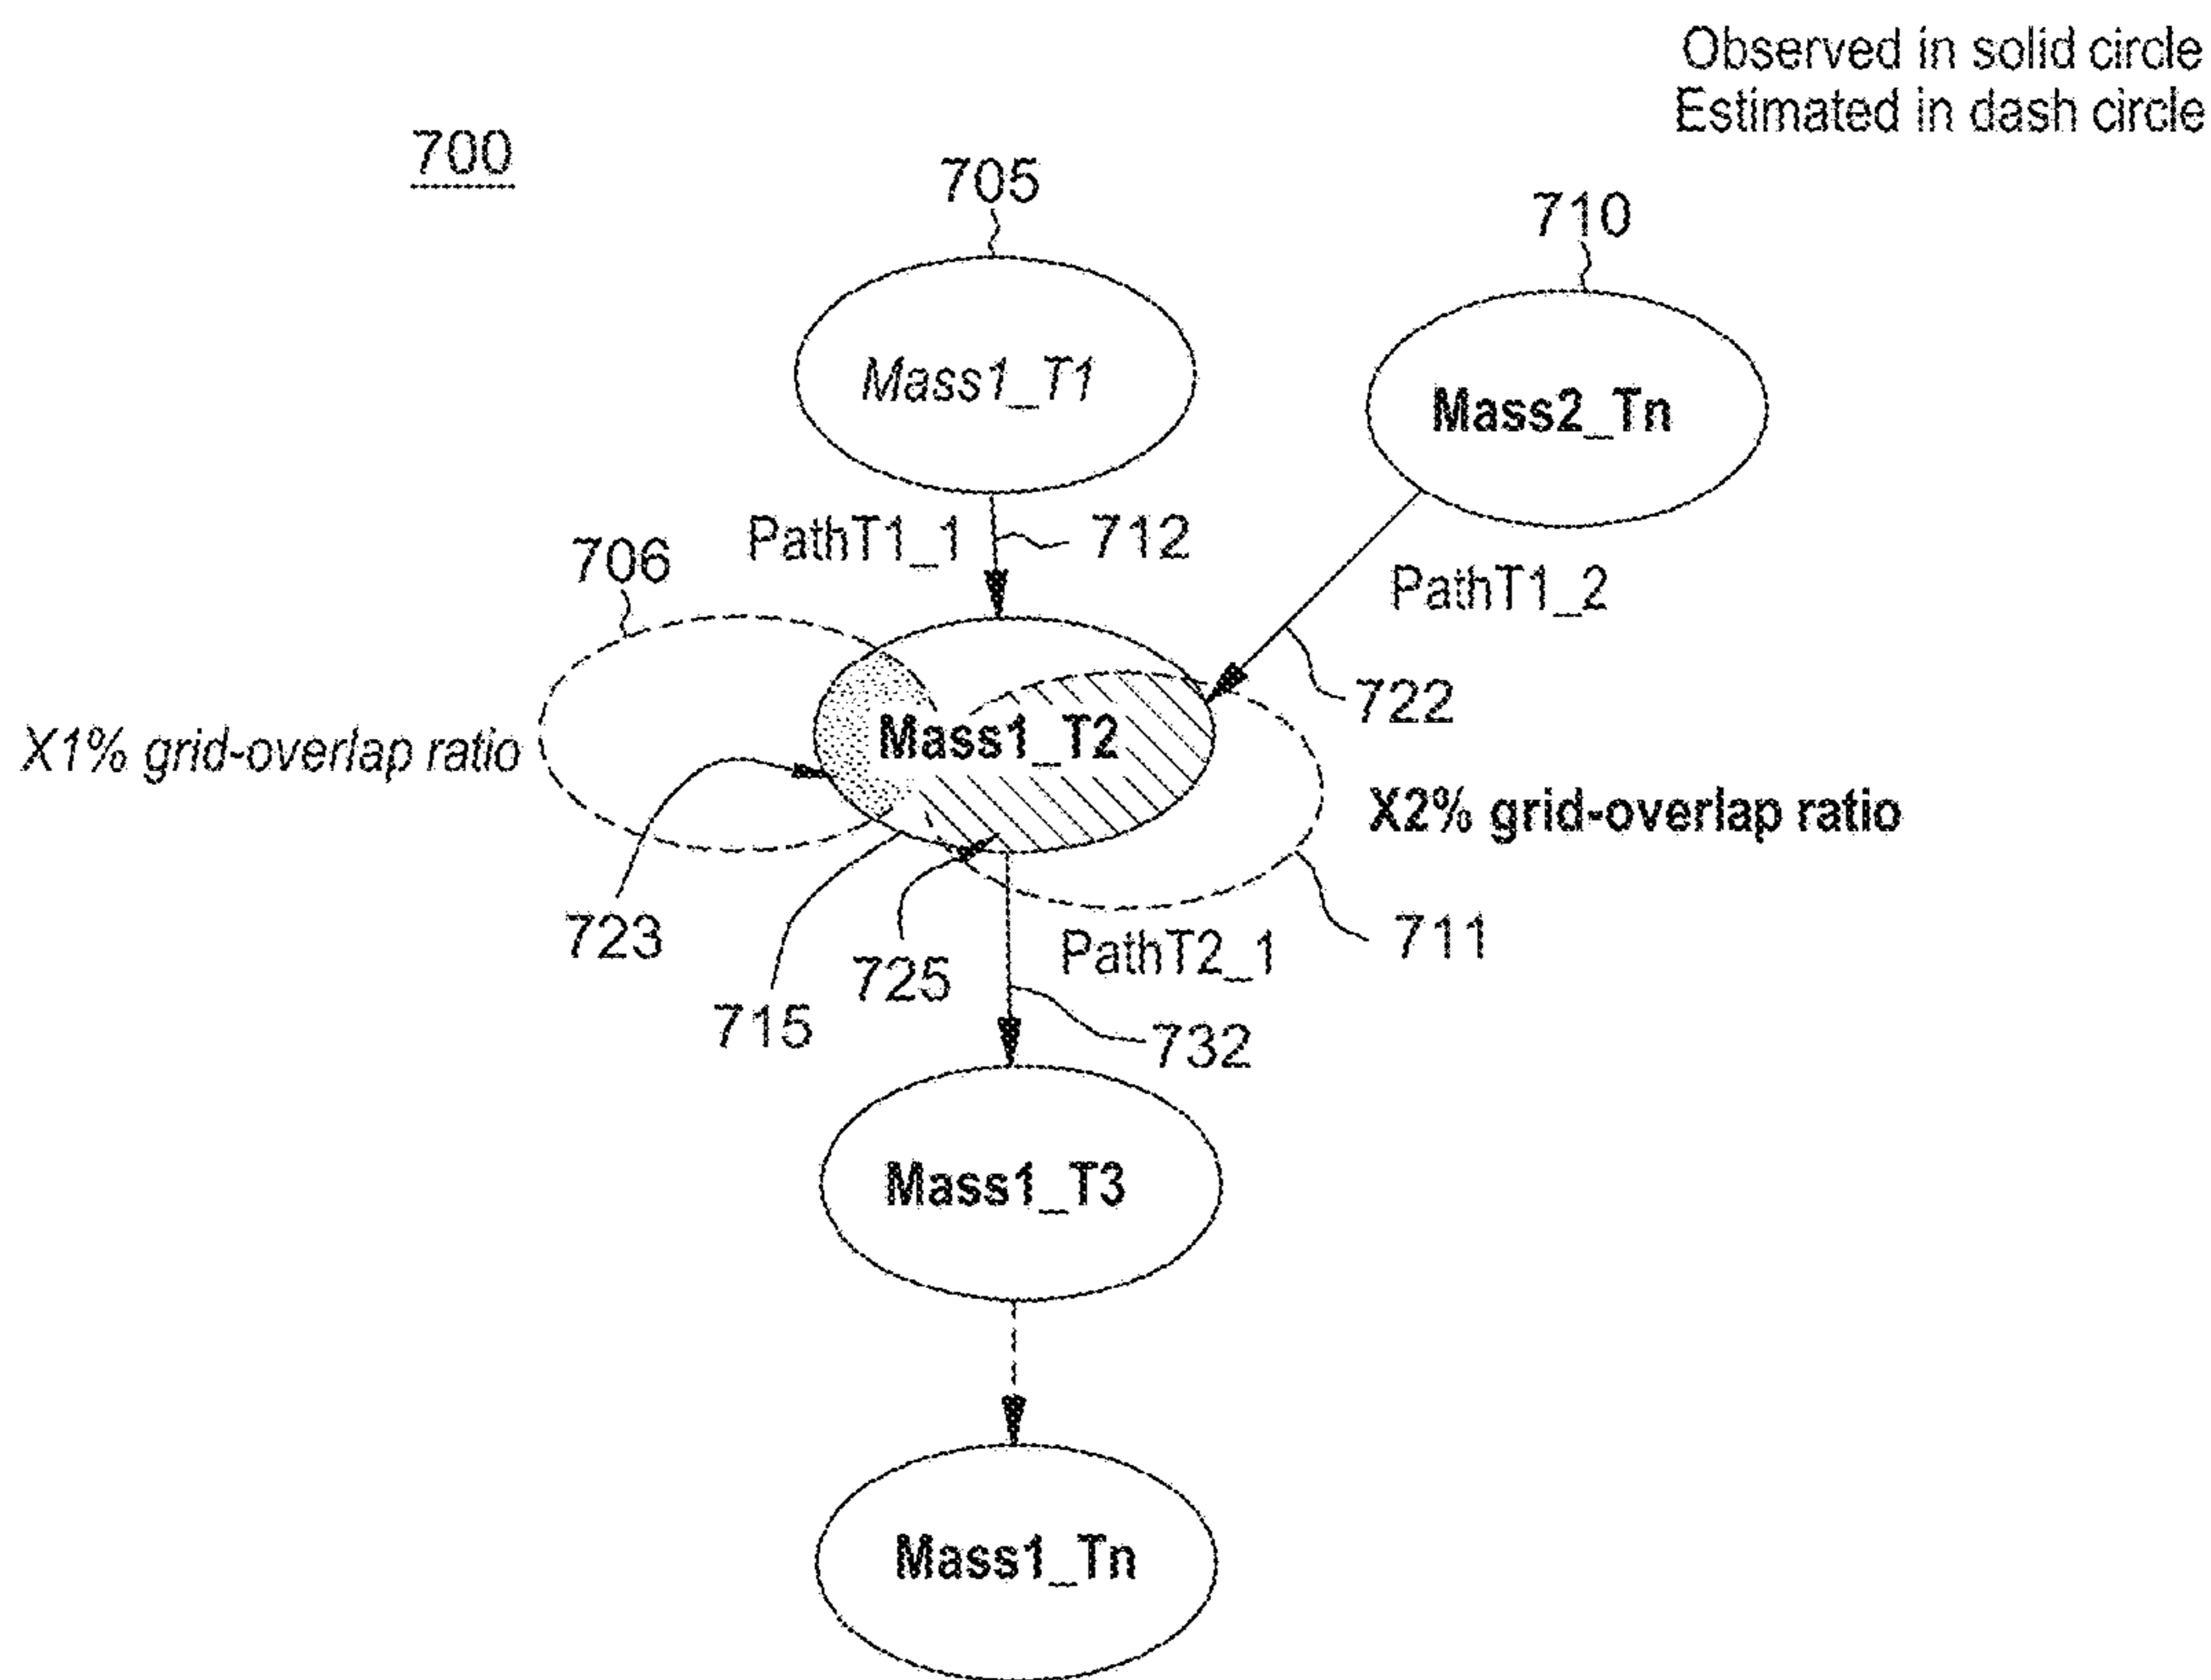 Observed in solid circle
Estimated in dash circle
700
705
710
Mass1_T1
Mass2_Tn
PathT1_1
712
706
PathT1_2
722
X1% grid-overlap ratio
Mass1_T2
X2% grid-overlap ratio
723
725
711
PathT2_1
715
732
Mass1_T3
Mass1_Tn